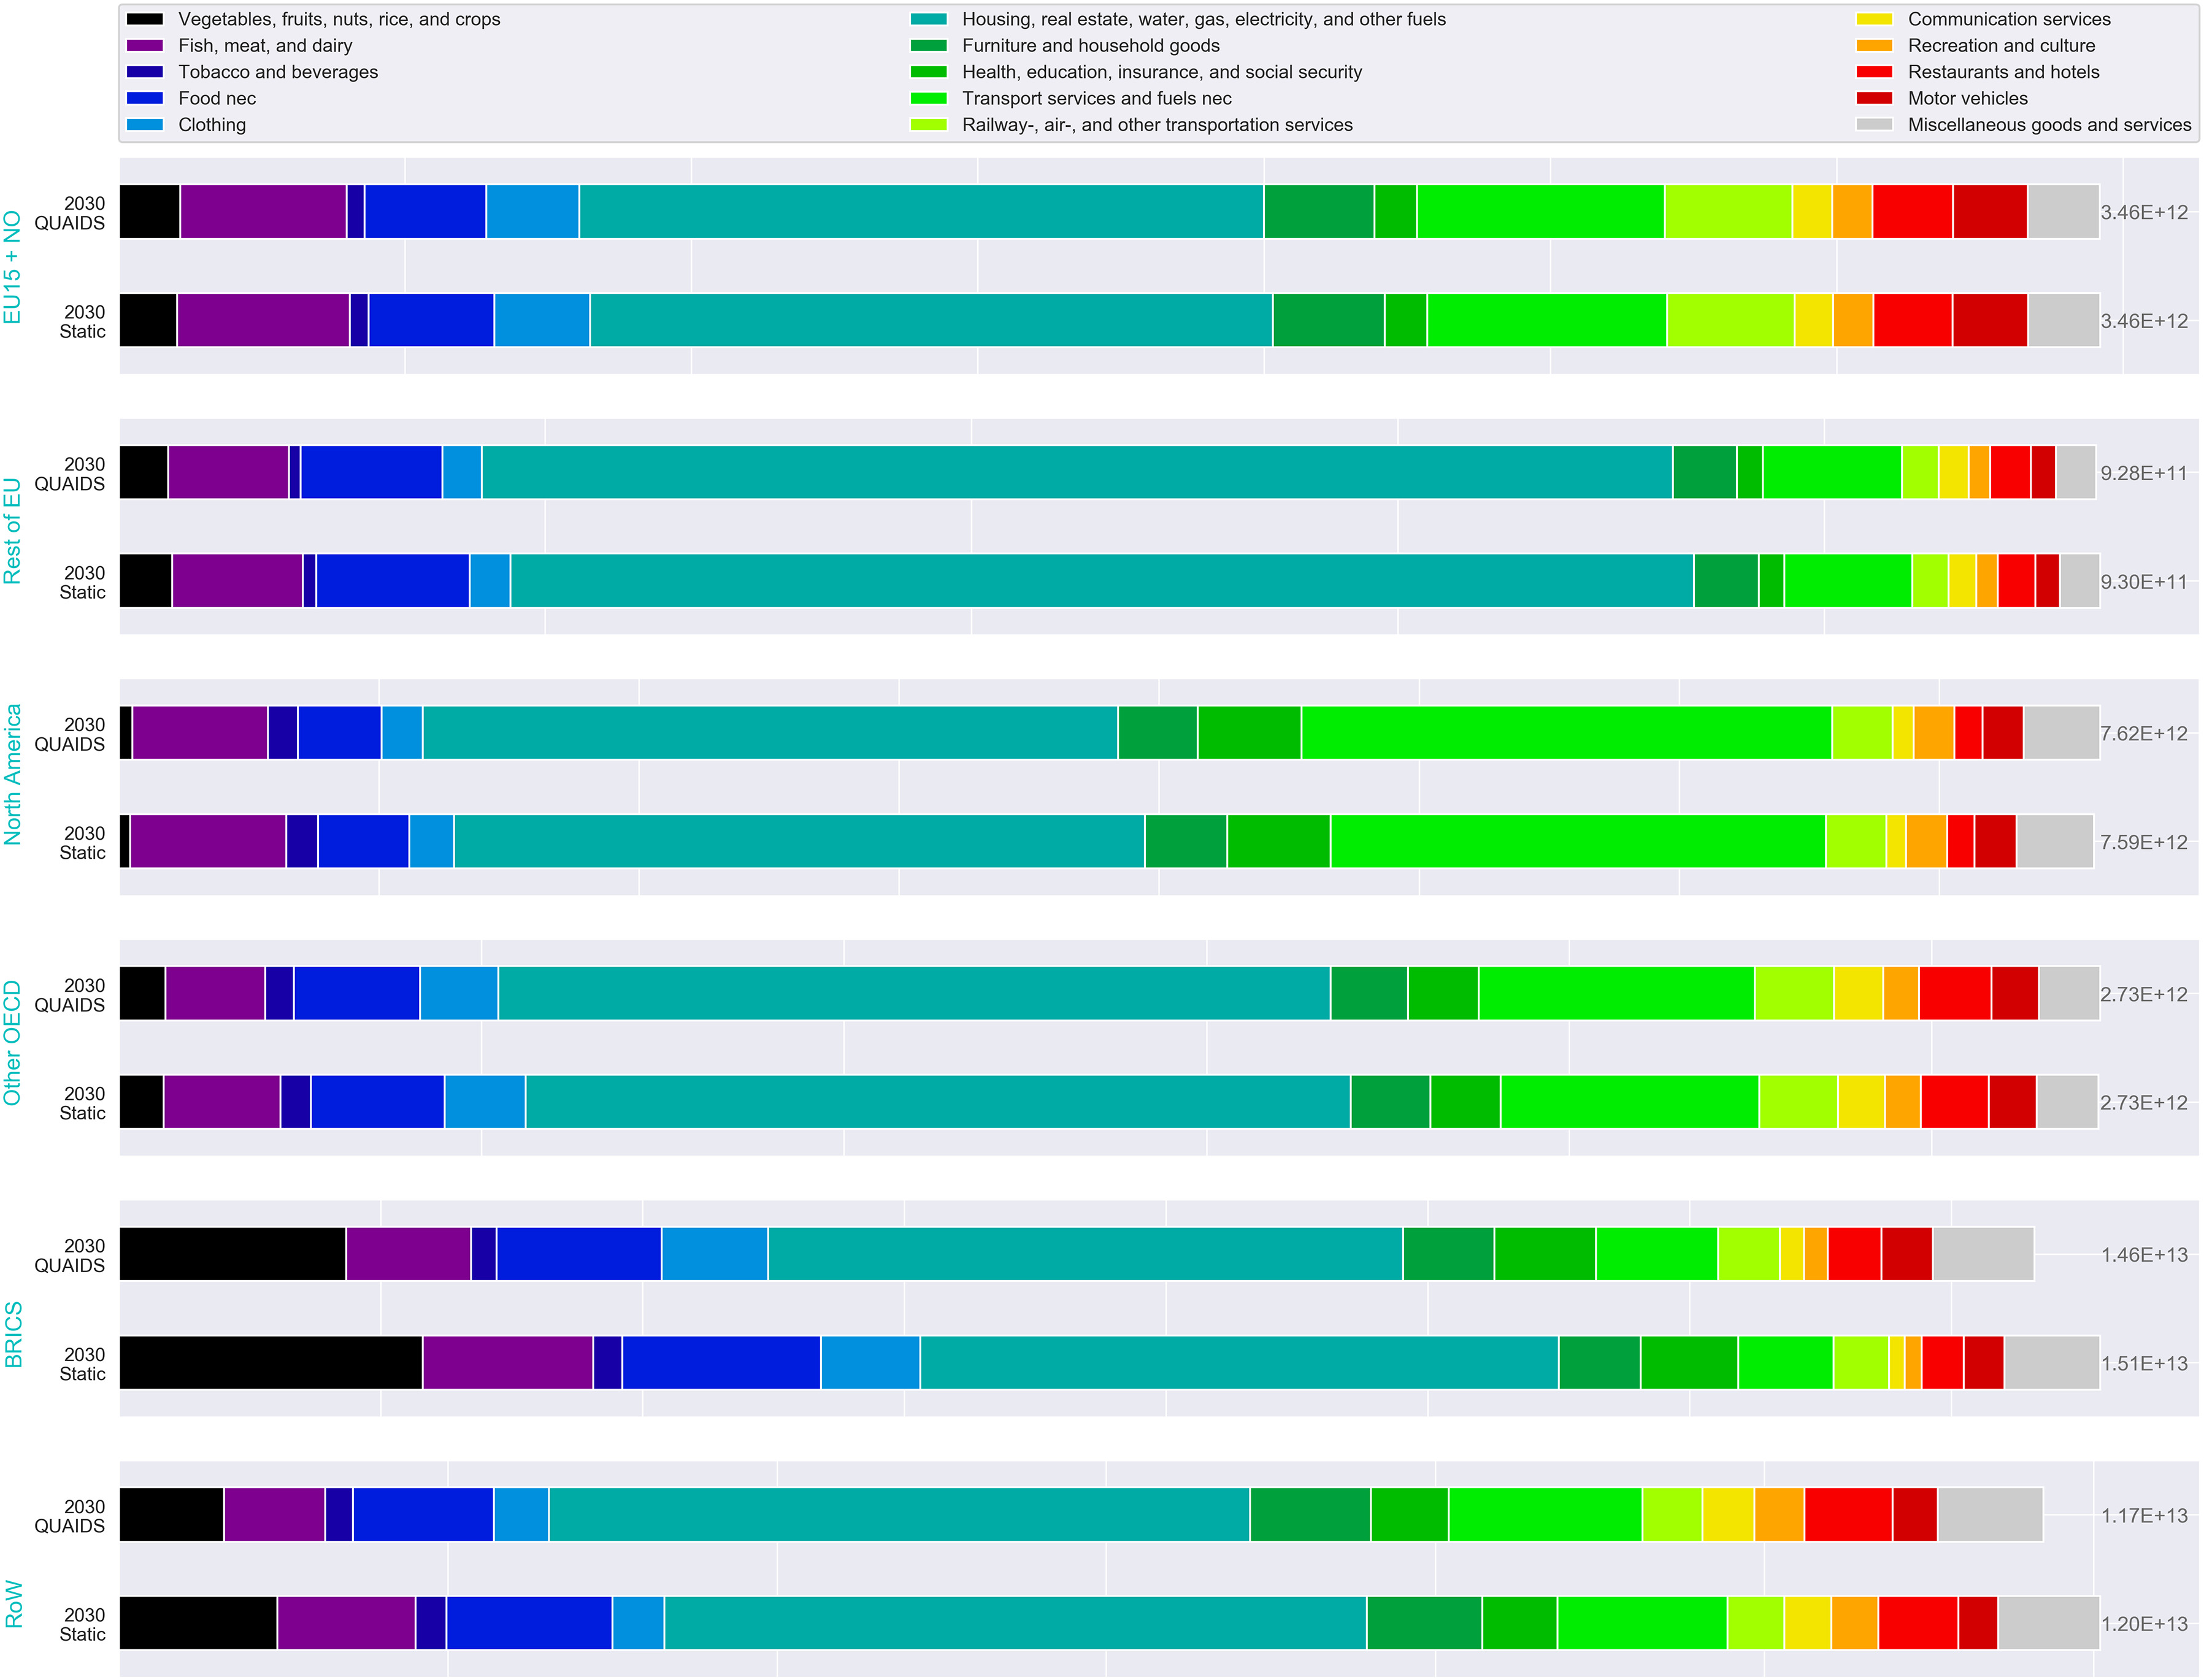 Vegetables, fruits, nuts, rice, and crops
Fish, meat, and dairy
Tobacco and beverages
Food nec
Clothing
Housing, real estate, water, gas, electricity, and other fuels
Furniture and household goods
Health, education, insurance, and social security
Transport services and fuels nec
Railway-, air-, and other transportation services
Communication services
Recreation and culture
Restaurants and hotels
Motor vehicles
Miscellaneous goods and services
EU15 + NO
2030
QUAIDS
3.46E+12
2030
Static
3.46E+12
Rest of EU
2030
QUAIDS
9.28E+11
2030
Static
9.30E+11
North America
2030
QUAIDS
7.62E+12
2030
Static
7.59E+12
Other OECD
2030
QUAIDS
2.73E+12
2030
Static
2.73E+12
BRICS
2030
QUAIDS
1.46E+13
2030
Static
1.51E+13
RoW
2030
QUAIDS
1.17E+13
2030
Static
1.20E+13